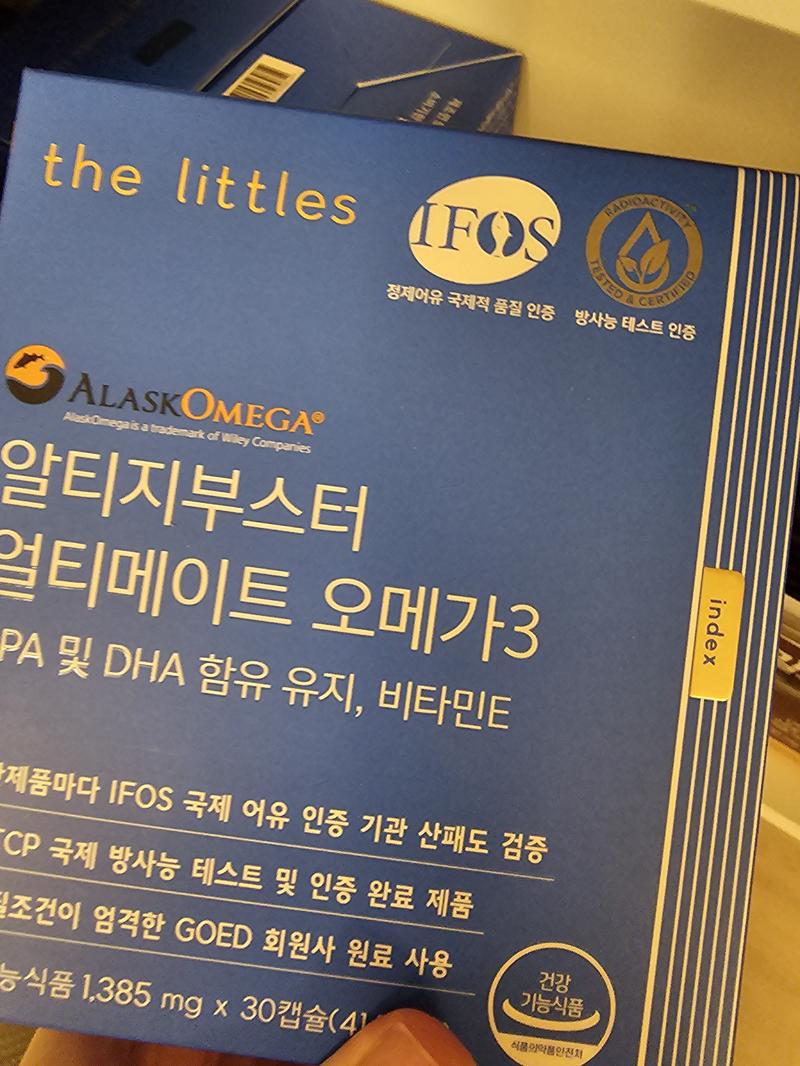 the littles
IFOS
정제어유 국제적 품질 인증
RADIOACTIVITY
TESTED & CERTIFIED
방사능 테스트 인증
ALASKOMEGA®
AlaskOmega is a trademark of Wiley Companies
알티지부스터
얼티메이트 오메가3
PA 및 DHA 함유 유지, 비타민E
index
제품마다 IFOS 국제 어유 인증 기관 산패도 검증
TCP 국제 방사능 테스트 및 인증 완료 제품
질조건이 엄격한 GOED 회원사 원료 사용
능식품 1,385 mg x 30캡슐(41
건강
기능식품
식품의약품안전처